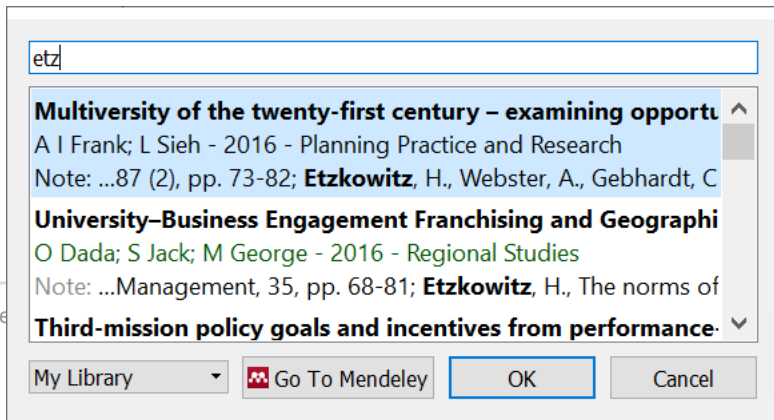 etz
Multiversity of the twenty-first century – examining opportu
A I Frank; L Sieh - 2016 - Planning Practice and Research
Note: ...87 (2), pp. 73-82; Etzkowitz, H., Webster, A., Gebhardt, C
University–Business Engagement Franchising and Geographi
O Dada; S Jack; M George - 2016 - Regional Studies
Note: ...Management, 35, pp. 68-81; Etzkowitz, H., The norms of
Third-mission policy goals and incentives from performance-
My Library Go To Mendeley OK Cancel